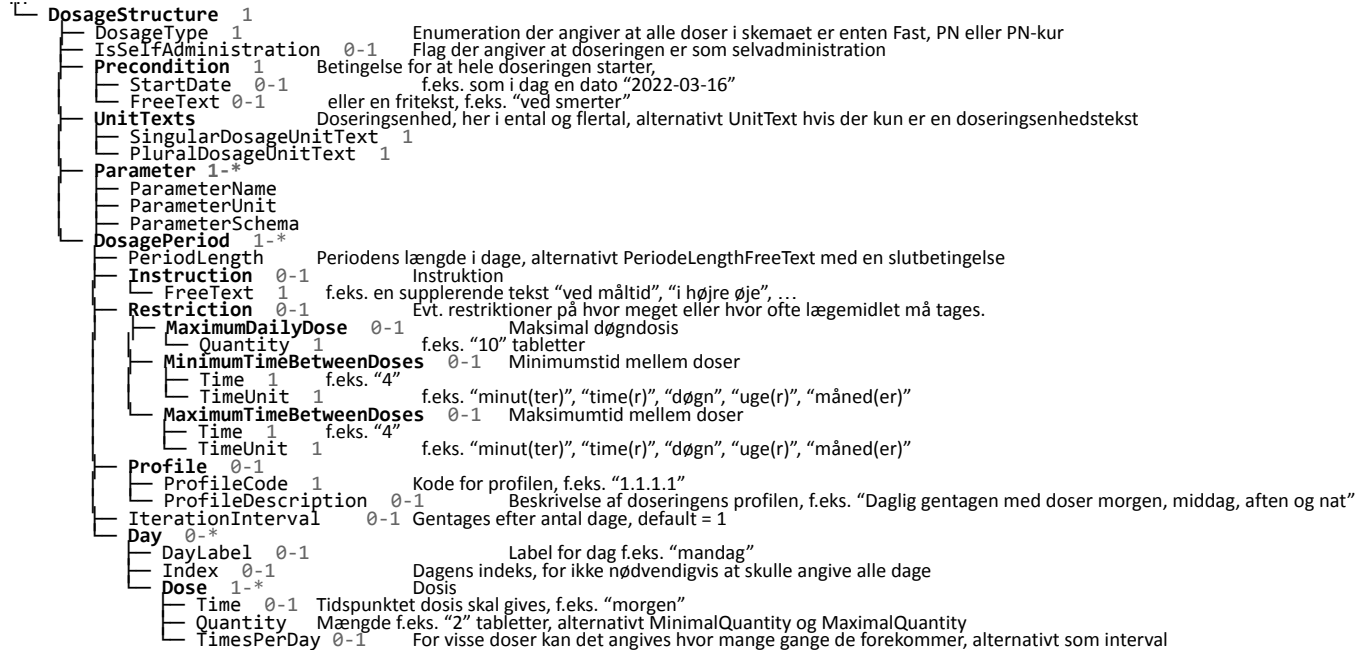 DosageStructure 1
DosageType 1 Enumeration der angiver at alle doser i skemaet er enten Fast, PN eller PN-kur
IsSelfAdministration 0-1 Flag der angiver at doseringen er som selvadministration
Precondition 1 Betingelse for at hele doseringen starter,
StartDate 0-1 f.eks. som i dag en dato “2022-03-16”
FreeText 0-1 eller en fritekst, f.eks. “ved smerter”
UnitTexts Doseringsenhed, her i ental og flertal, alternativt UnitText hvis der kun er en doseringsenhedstekst
SingularDosageUnitText 1
PluralDosageUnitText 1
Parameter 1-*
ParameterName
ParameterUnit
ParameterSchema
DosagePeriod 1-*
PeriodLength Periodens længde i dage, alternativt PeriodeLengthFreeText med en slutbetingelse
Instruction 0-1 Instruktion
FreeText 1 f.eks. en supplerende tekst “ved måltid”, “i højre øje”, …
Restriction 0-1 Evt. restriktioner på hvor meget eller hvor ofte lægemidlet må tages.
MaximumDailyDose 0-1 Maksimal døgndosis
Quantity 1 f.eks. “10” tabletter
MinimumTimeBetweenDoses 0-1 Minimumstid mellem doser
Time 1 f.eks. “4”
TimeUnit 1 f.eks. “minut(ter)”, “time(r)”, “døgn”, “uge(r)”, “måned(er)”
MaximumTimeBetweenDoses 0-1 Maksimumtid mellem doser
Time 1 f.eks. “4”
TimeUnit 1 f.eks. “minut(ter)”, “time(r)”, “døgn”, “uge(r)”, “måned(er)”
Profile 0-1
ProfileCode 1 Kode for profilen, f.eks. “1.1.1.1”
ProfileDescription 0-1 Beskrivelse af doseringens profilen, f.eks. “Daglig gentagen med doser morgen, middag, aften og nat”
IterationInterval 0-1 Gentages efter antal dage, default = 1
Day 0-*
DayLabel 0-1 Label for dag f.eks. “mandag”
Index 0-1 Dagens indeks, for ikke nødvendigvis at skulle angive alle dage
Dose 1-* Dosis
Time 0-1 Tidspunktet dosis skal gives, f.eks. “morgen”
Quantity Mængde f.eks. “2” tabletter, alternativt MinimalQuantity og MaximalQuantity
TimesPerDay 0-1 For visse doser kan det angives hvor mange gange de forekommer, alternativt som interval